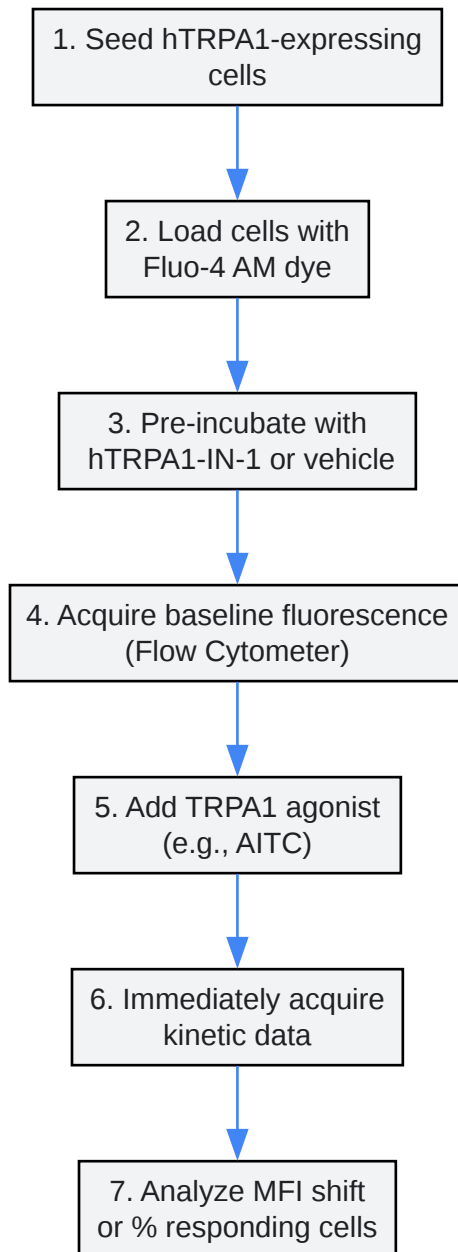 1. Seed hTRPA1-expressing
cells
2. Load cells with
Fluo-4 AM dye
3. Pre-incubate with
hTRPA1-IN-1 or vehicle
4. Acquire baseline fluorescence
(Flow Cytometer)
5. Add TRPA1 agonist
(e.g., AITC)
6. Immediately acquire
kinetic data
7. Analyze MFI shift
or % responding cells